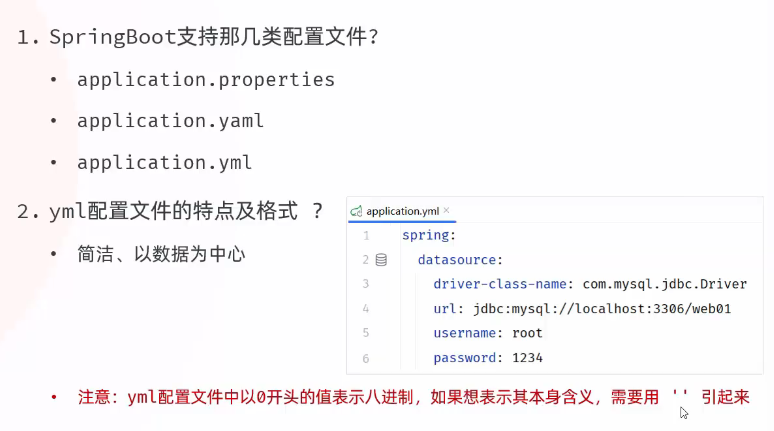 1. SpringBoot支持那几类配置文件？
• application.properties
• application.yaml
• application.yml
2. yml配置文件的特点及格式 ？
• 简洁、以数据为中心
application.yml ×
1 spring:
2 datasource:
3 driver-class-name: com.mysql.jdbc.Driver
4 url: jdbc:mysql://localhost:3306/web01
5 username: root
6 password: 1234
• 注意：yml配置文件中以0开头的值表示八进制，如果想表示其本身含义，需要用 '' 引起来